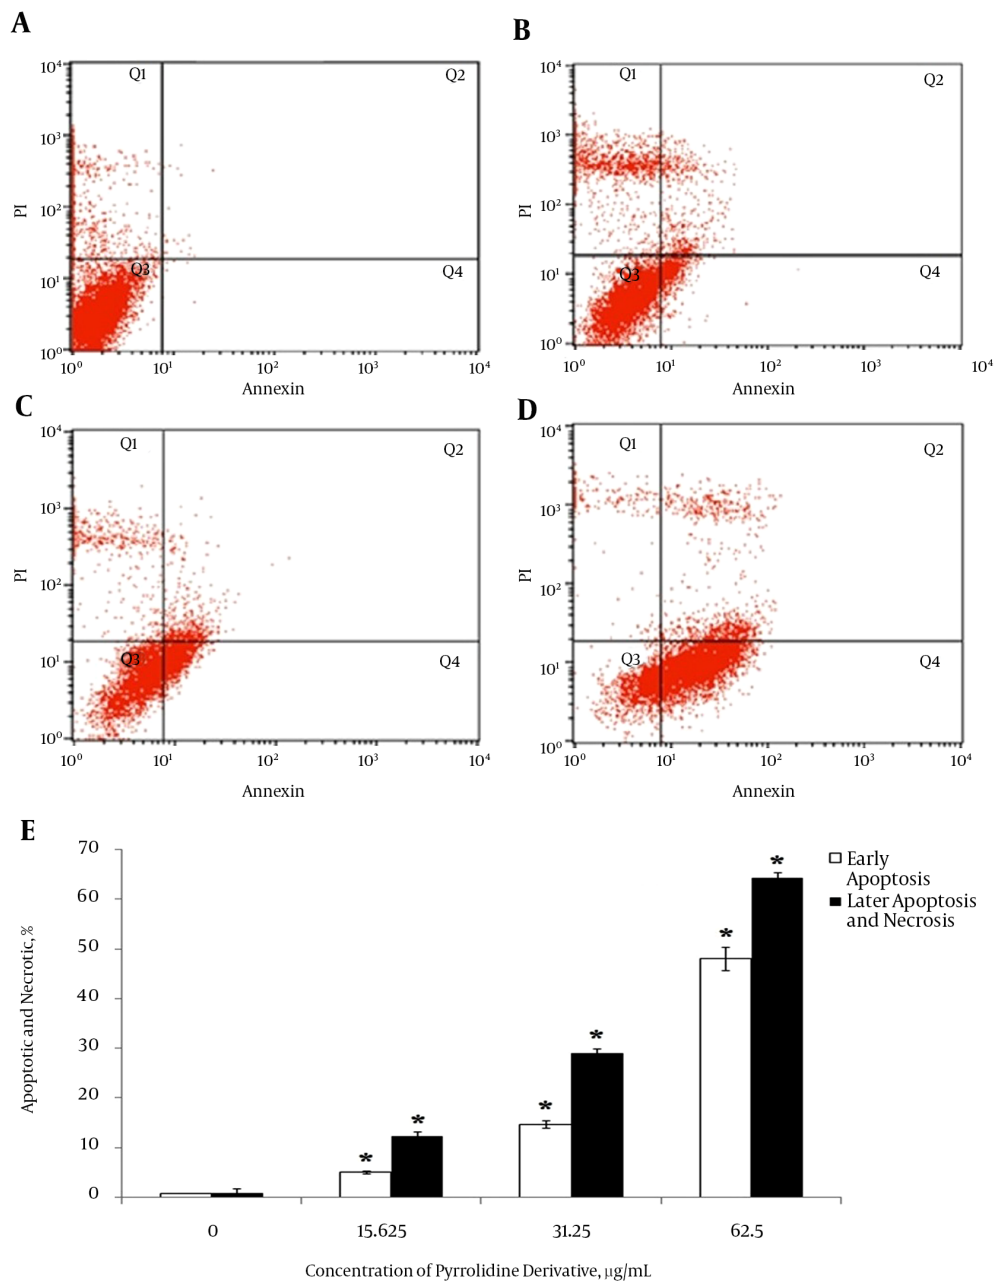 A
B
10⁴
10³
10²
10¹
10⁰
PI
Q1
Q2
Q3
Q4
10⁰
10¹
10²
10³
10⁴
Annexin
10⁴
10³
10²
10¹
10⁰
PI
Q1
Q2
Q3
Q4
10⁰
10¹
10²
10³
10⁴
Annexin
C
D
10⁴
10³
10²
10¹
10⁰
PI
Q1
Q2
Q3
Q4
10⁰
10¹
10²
10³
10⁴
Annexin
10⁴
10³
10²
10¹
10⁰
PI
Q1
Q2
Q3
Q4
10⁰
10¹
10²
10³
10⁴
Annexin
E
70
60
50
40
30
20
10
0
Apoptotic and Necrotic, %
* * * * * *
Early
Apoptosis
Later Apoptosis
and Necrosis
0
15.625
31.25
62.5
Concentration of Pyrrolidine Derivative, μg/mL